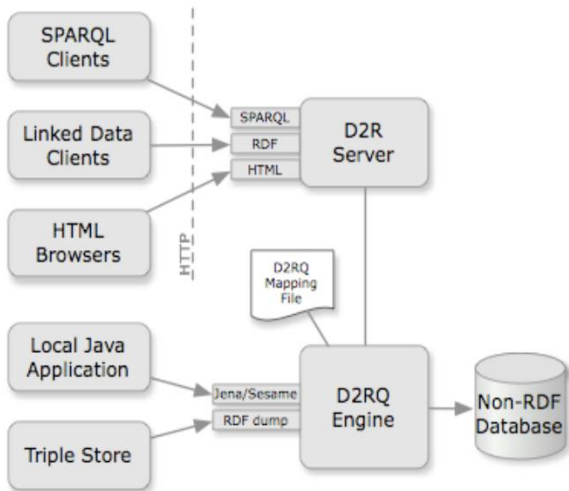 SPARQL
Clients
Linked Data
Clients
HTML
Browsers
HTTP
SPARQL
RDF
HTML
D2R
Server
D2RQ
Mapping
File
Local Java
Application
Triple Store
Jena/Sesame
RDF dump
D2RQ
Engine
Non-RDF
Database